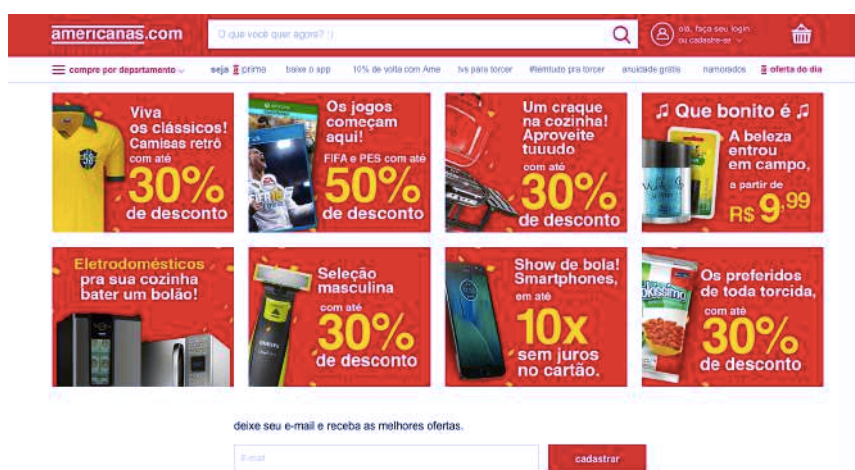 americanas.com
O que você quer agora? :)
olá, faça seu login
ou cadastre-se
compre por departamento
seja prime
baixe o app
10% de volta com Ame
tvs para torcer
#temtudo pra torcer
anuidade grátis
namorados
oferta do dia
Viva
os clássicos!
Camisas retrô
com até
30%
de desconto
Os jogos
começam
aqui!
FIFA e PES com até
50%
de desconto
Um craque
na cozinha!
Aproveite
tuuudo
com até
30%
de desconto
Que bonito é
A beleza
entrou
em campo,
a partir de
R$ 9,99
Eletrodomésticos
pra sua cozinha
bater um bolão!
Seleção
masculina
com até
30%
de desconto
Show de bola!
Smartphones,
em até
10x
sem juros
no cartão.
Os preferidos
de toda torcida,
com até
30%
de desconto
deixe seu e-mail e receba as melhores ofertas.
E-mail
cadastrar